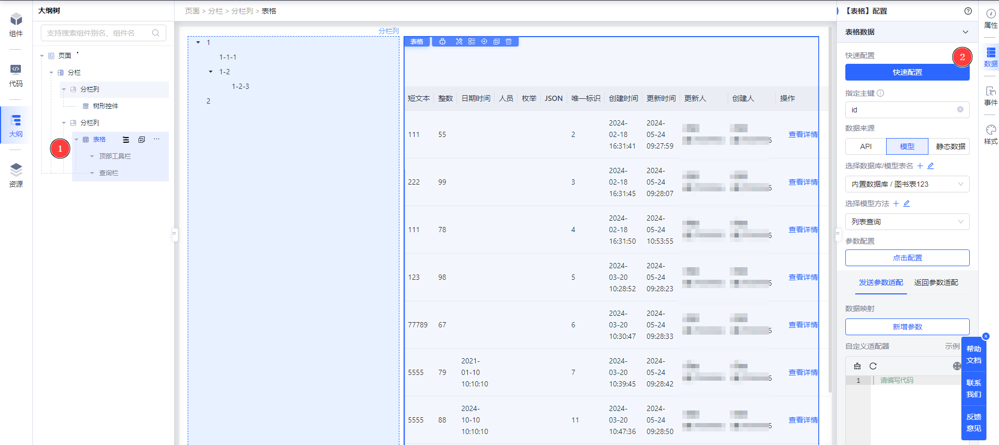 组件
代码
大纲
资源
大纲树
支持搜索组件别名、组件名
页面
分栏
分栏列
树形控件
分栏列
表格
顶部工具栏
查询栏
1
页面 > 分栏 > 分栏列 > 表格
分栏列
1
1-1-1
1-2
1-2-3
2
表格
短文本 整数 日期时间 人员 枚举 JSON 唯一标识 创建时间 更新时间 更新人 创建人 操作
111 55 2 2024-02-18 16:31:41 2024-05-24 09:27:59 6 查看详情
222 99 3 2024-02-18 16:31:45 2024-05-24 09:28:07 6 查看详情
111 78 4 2024-02-18 16:31:50 2024-05-24 10:53:55 6 查看详情
123 98 5 2024-03-20 10:28:52 2024-05-24 09:28:23 6 查看详情
77789 67 6 2024-03-20 10:30:47 2024-05-24 09:28:33 6 查看详情
5555 79 2021-01-10 10:10:10 7 2024-03-20 10:39:45 2024-05-24 09:28:42 6 查看详情
5555 88 2024-10-10 10:10:10 11 2024-03-20 10:47:36 2024-05-24 09:28:50 6 查看详情
【表格】配置
表格数据
快速配置
2
快速配置
指定主键
id
数据来源
API 模型 静态数据
选择数据库/模型表名
内置数据库 / 图书表123
选择模型方法
列表查询
参数配置
点击配置
发送参数适配 返回参数适配
数据映射
新增参数
自定义适配器 示例
1 请编写代码
属性
数据
事件
样式
帮助
文档
联系
我们
反馈
意见